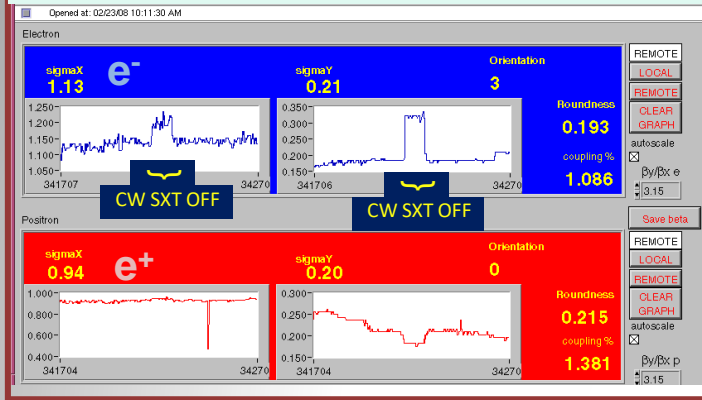 Opened at: 02/23/08 10:11:30 AM
Electron
sigmaX
1.13
e-
sigmaY
0.21
Orientation
3
Roundness
0.193
coupling %
1.086
1.250
1.200
1.150
1.100
1.050
341707
34270
0.350
0.300
0.250
0.200
0.150
341706
34270
CW SXT OFF
CW SXT OFF
REMOTE
LOCAL
REMOTE
CLEAR
GRAPH
autoscale
βy/βx e
3.15
Save beta
Positron
sigmaX
0.94
e+
sigmaY
0.20
Orientation
0
Roundness
0.215
coupling %
1.381
1.000
0.800
0.600
0.400
341704
34270
0.300
0.250
0.200
0.150
341704
34270
REMOTE
LOCAL
REMOTE
CLEAR
GRAPH
autoscale
βy/βx p
3.15